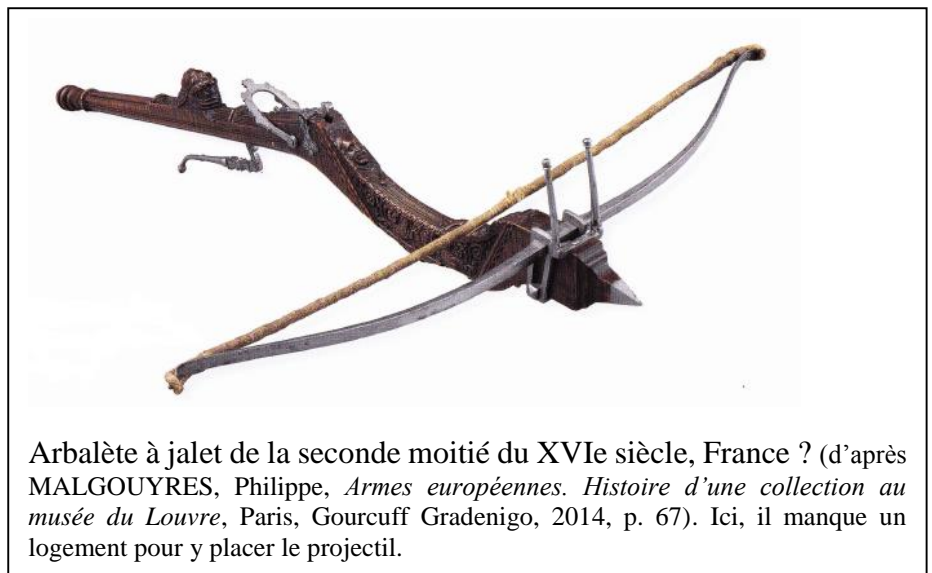 Arbalète à jalet de la seconde moitié du XVIe siècle, France ? (d'après
MALGOUYRES, Philippe, Armes européennes. Histoire d'une collection au
musée du Louvre, Paris, Gourcuff Gradenigo, 2014, p. 67). Ici, il manque un
logement pour y placer le projectil.